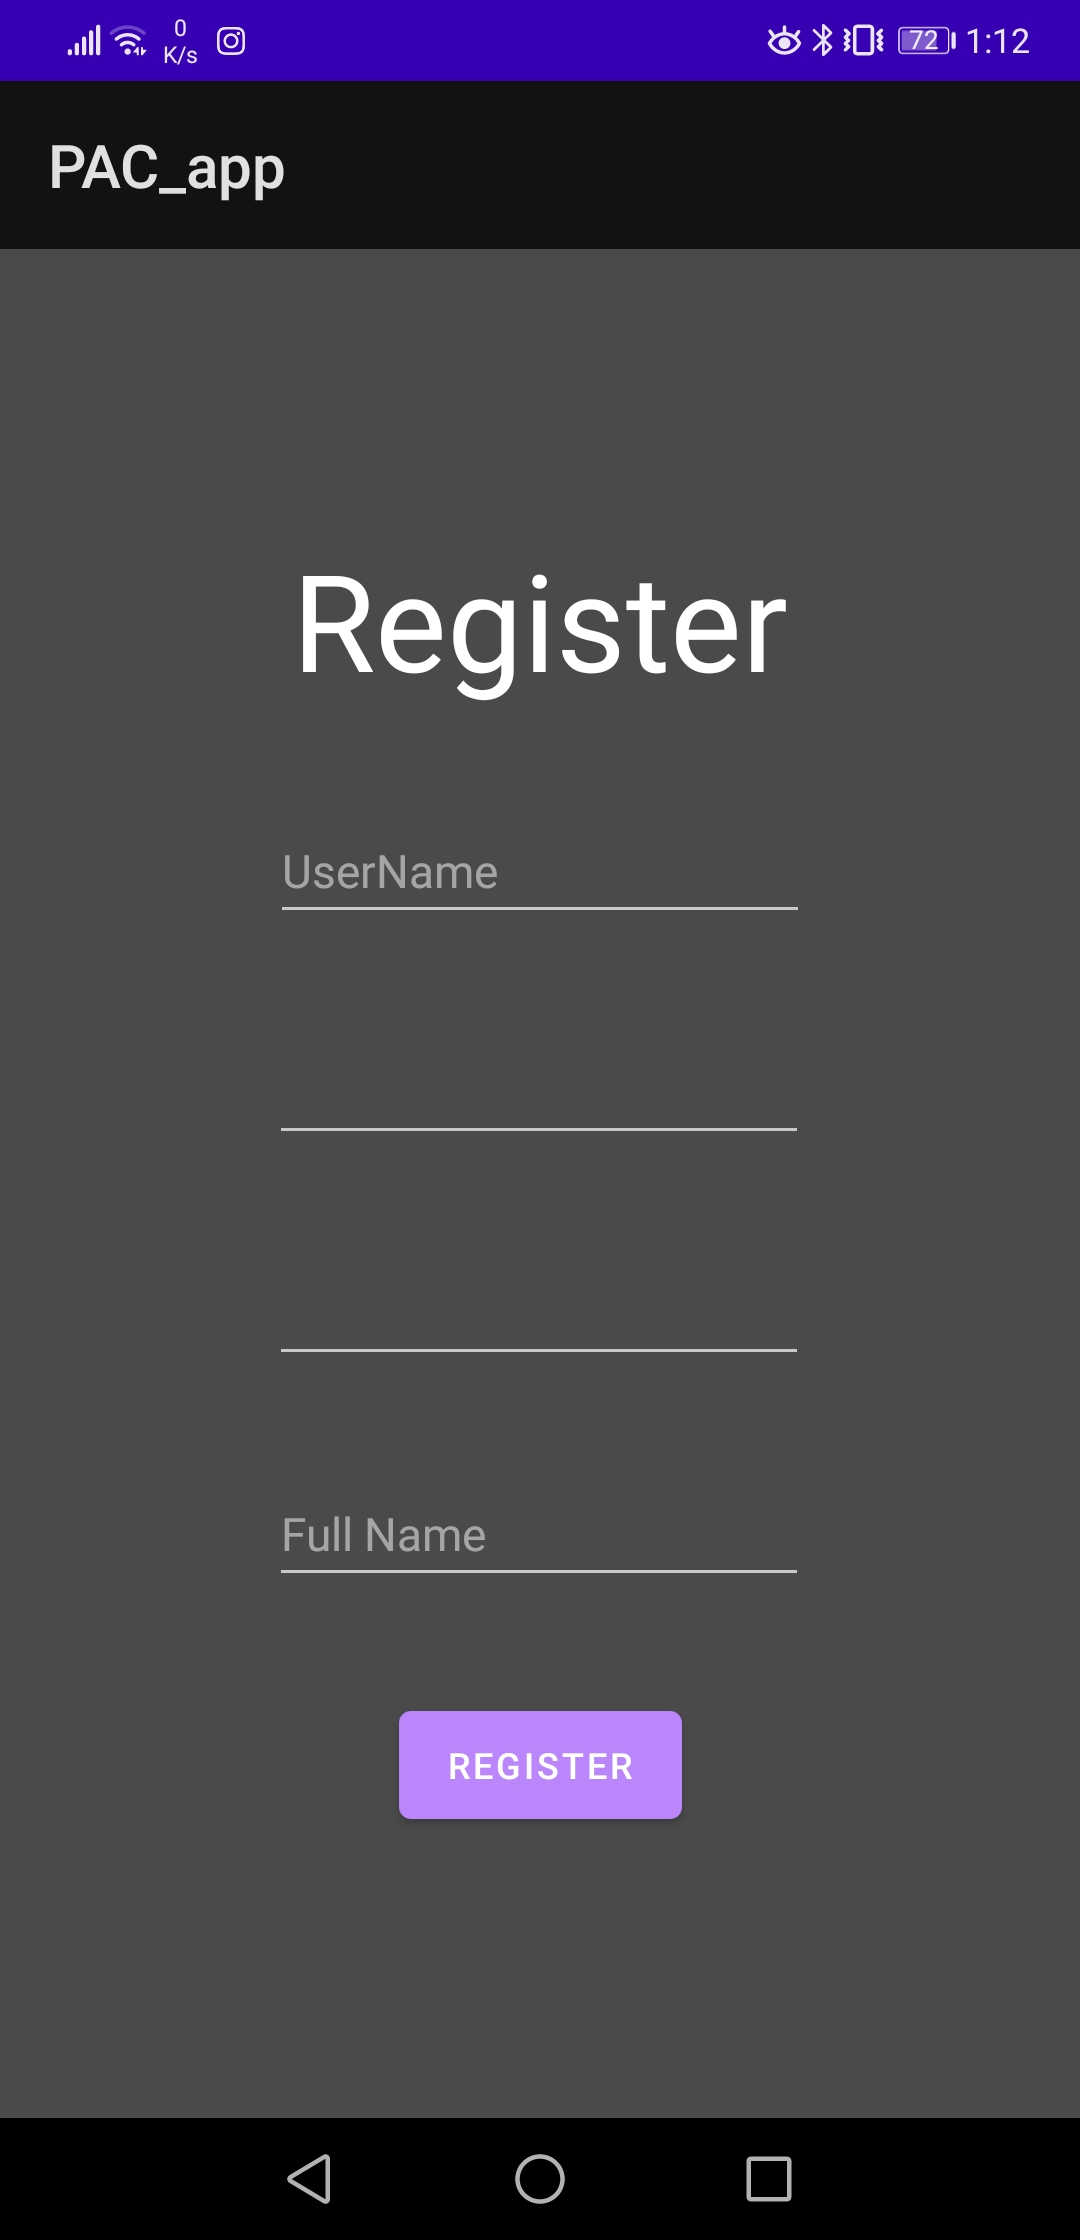 0
K/s
72 1:12
PAC_app
Register
UserName
Full Name
REGISTER